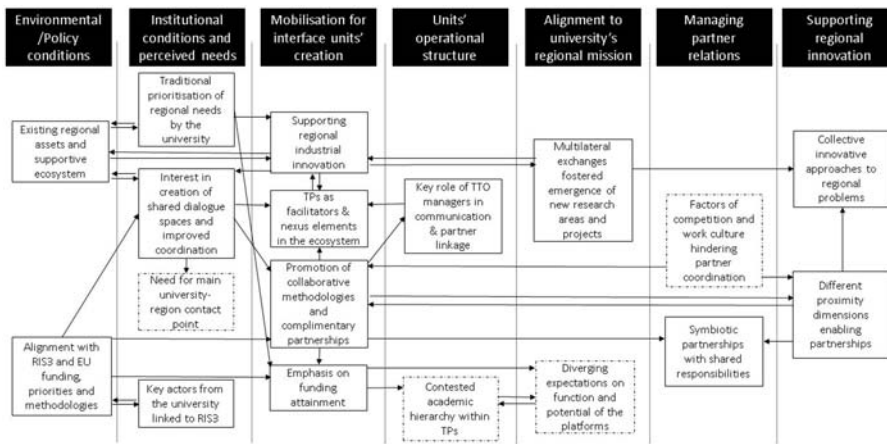 Environmental
/Policy
conditions
Institutional
conditions and
perceived needs
Mobilisation for
interface units'
creation
Units'
operational
structure
Alignment to
university's
regional mission
Managing
partner
relations
Supporting
regional
innovation
Existing regional
assets and
supportive
ecosystem
Alignment with
RIS3 and EU
funding,
priorities and
methodologies
Traditional
prioritisation of
regional needs
by the
university
Interest in
creation of
shared dialogue
spaces and
improved
coordination
Need for main
university-
region contact
point
Key actors from
the university
linked to RIS3
Supporting
regional
industrial
innovation
TPs as
facilitators &
nexus elements
in the ecosystem
Promotion of
collaborative
methodologies
and
complimentary
partnerships
Emphasis on
funding
attainment
Key role of TTO
managers in
communication
& partner
linkage
Contested
academic
hierarchy within
TPs
Multilateral
exchanges
fostered
emergence of
new research
areas and
projects
Diverging
expectations on
function and
potential of the
platforms
Factors of
competition and
work culture
hindering
partner
coordination
Symbiotic
partnerships
with shared
responsibilities
Collective
innovative
approaches to
regional
problems
Different
proximity
dimensions
enabling
partnerships